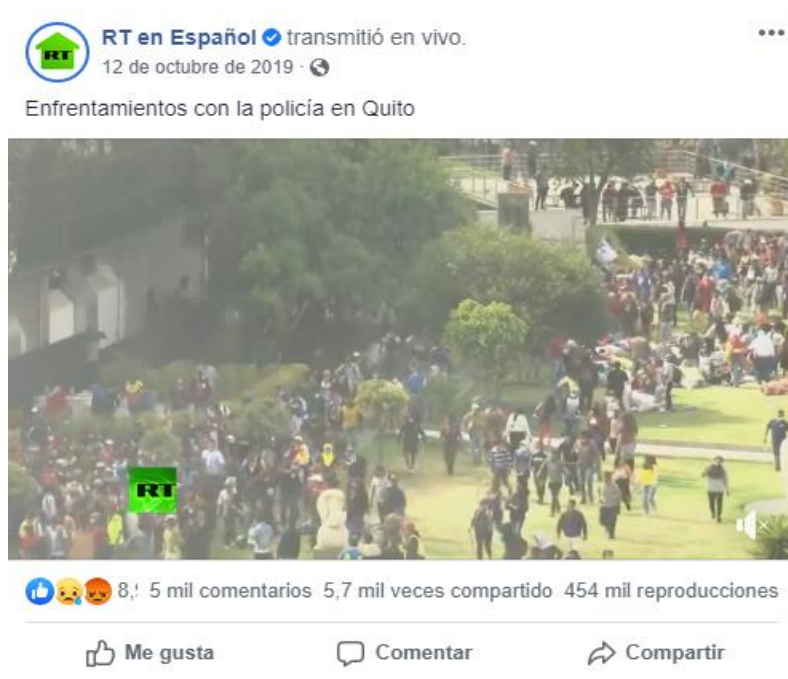 RT en Español transmitió en vivo.
12 de octubre de 2019 ·
Enfrentamientos con la policía en Quito
RT
RT
5 mil comentarios 5,7 mil veces compartido 454 mil reproducciones
Me gusta Comentar Compartir